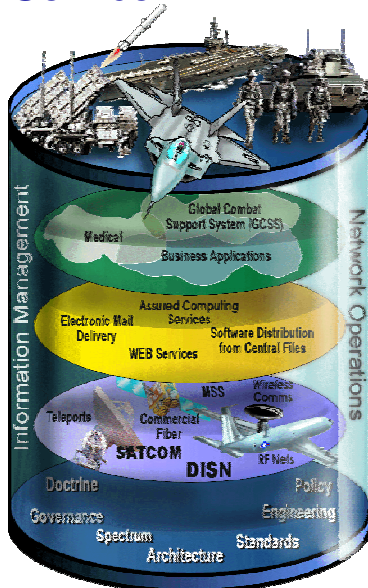 Information Management
Network Operations
Global Combat
Support System (GCSS)
Medical
Business Applications
Assured Computing
Services
Electronic Mail
Delivery
Software Distribution
from Central Files
WEB Services
MSS
Wireless
Comms
Teleports
Commercial
Fiber
SATCOM
RF Nets
DISN
Doctrine
Policy
Governance
Engineering
Spectrum
Standards
Architecture